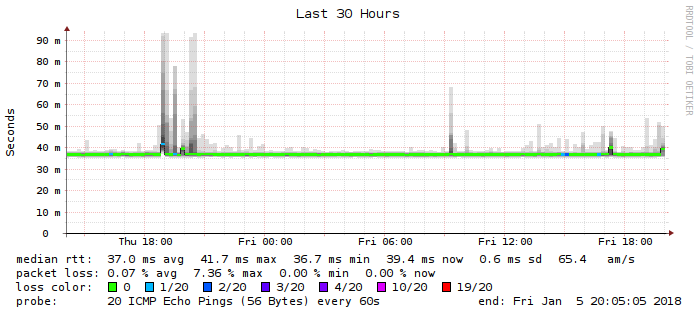 Last 30 Hours
RRDTOOL / TOBI OETIKER
Seconds
90 m
80 m
70 m
60 m
50 m
40 m
30 m
20 m
10 m
0
Thu 18:00 Fri 00:00 Fri 06:00 Fri 12:00 Fri 18:00
median rtt: 37.0 ms avg 41.7 ms max 36.7 ms min 39.4 ms now 0.6 ms sd 65.4 am/s
packet loss: 0.07 % avg 7.36 % max 0.00 % min 0.00 % now
loss color: 0 1/20 2/20 3/20 4/20 10/20 19/20
probe: 20 ICMP Echo Pings (56 Bytes) every 60s end: Fri Jan 5 20:05:05 2018